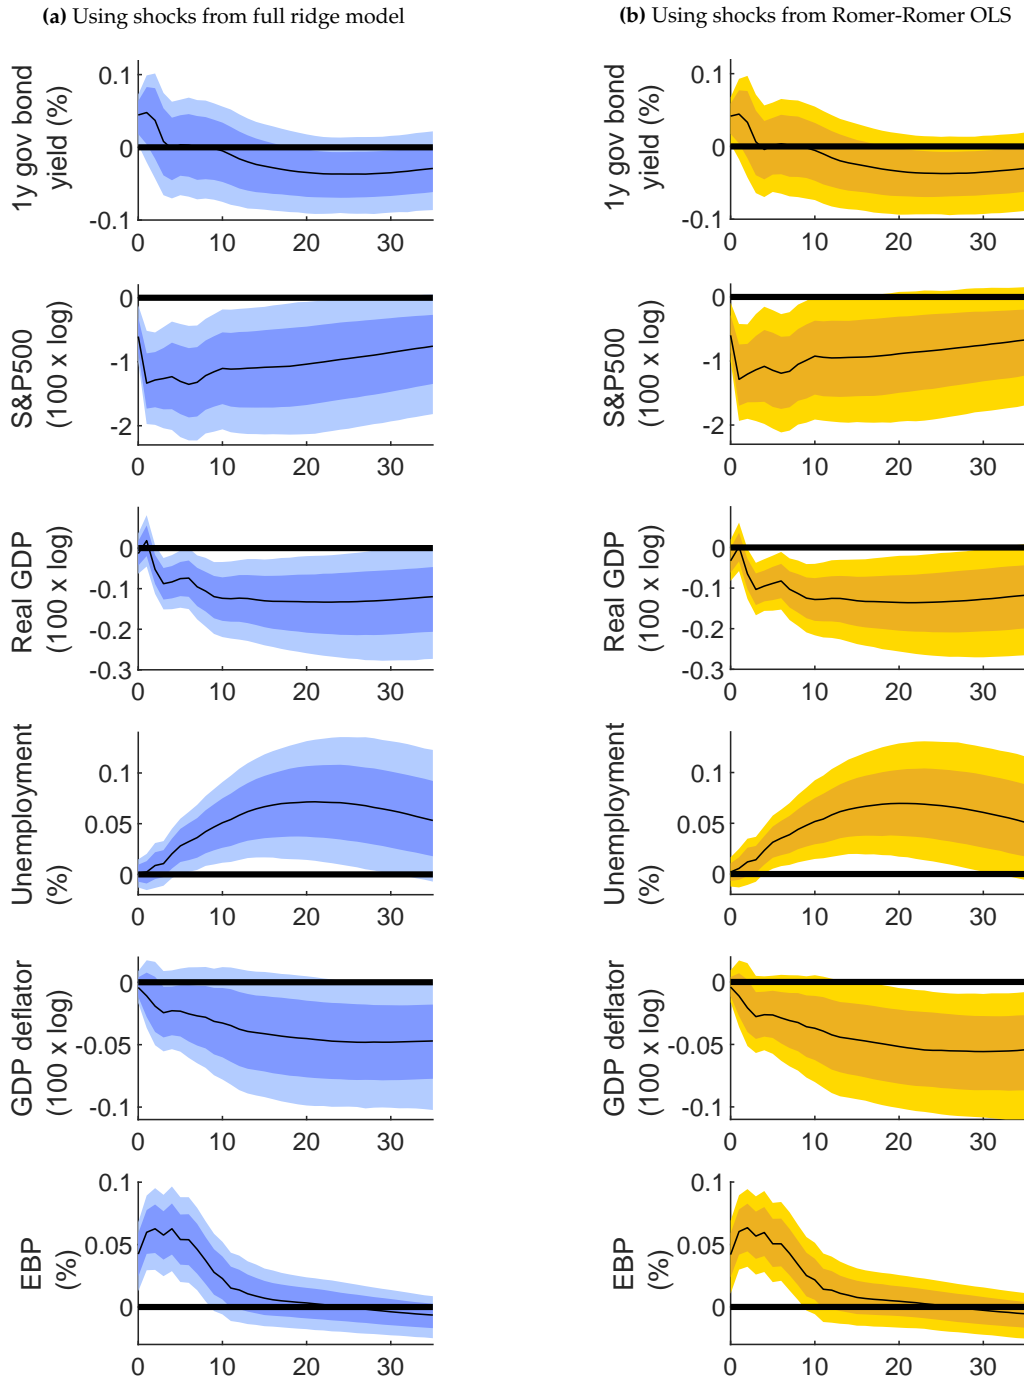 (a) Using shocks from full ridge model
1y gov bond
yield (%)
0.1
0
-0.1
0 10 20 30
S&P500
(100 x log)
0
-1
-2
0 10 20 30
Real GDP
(100 x log)
0
-0.1
-0.2
-0.3
0 10 20 30
Unemployment
(%)
0.1
0.05
0
0 10 20 30
GDP deflator
(100 x log)
0
-0.05
-0.1
0 10 20 30
EBP
(%)
0.1
0.05
0
0 10 20 30
(b) Using shocks from Romer-Romer OLS
1y gov bond
yield (%)
0.1
0
-0.1
0 10 20 30
S&P500
(100 x log)
0
-1
-2
0 10 20 30
Real GDP
(100 x log)
0
-0.1
-0.2
-0.3
0 10 20 30
Unemployment
(%)
0.1
0.05
0
0 10 20 30
GDP deflator
(100 x log)
0
-0.05
-0.1
0 10 20 30
EBP
(%)
0.1
0.05
0
0 10 20 30